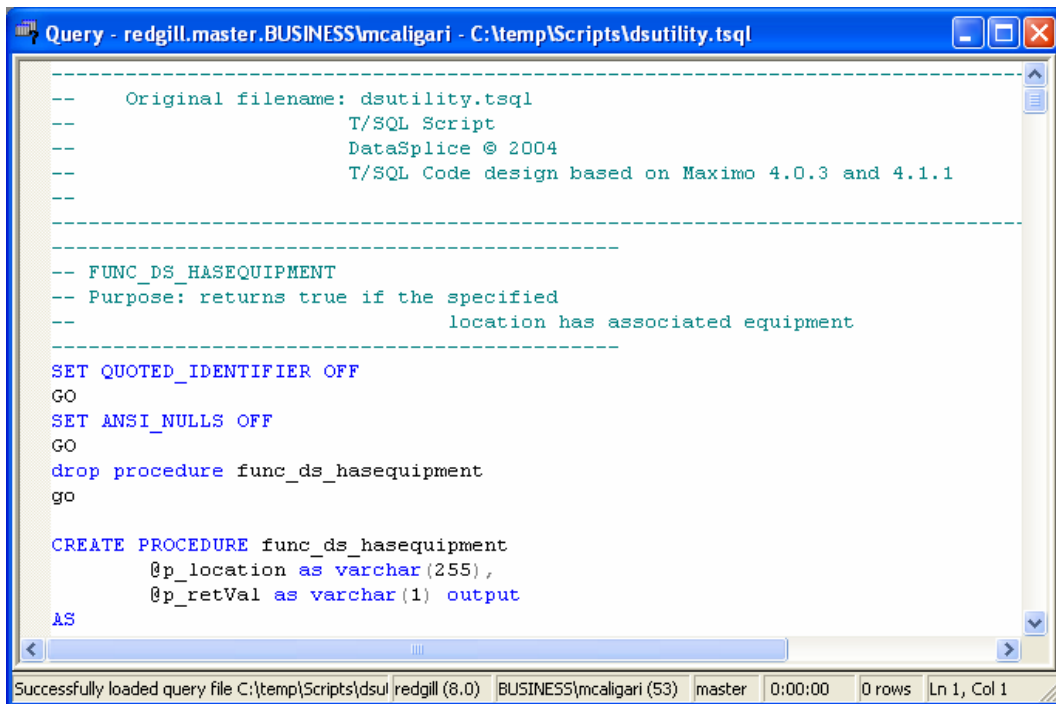 Query - redgill.master.BUSINESS\mcaligari - C:\temp\Scripts\dsutility.tsql
--------------------------------------------------------------------------------
-- Original filename: dsutility.tsql
-- T/SQL Script
-- DataSplice © 2004
-- T/SQL Code design based on Maximo 4.0.3 and 4.1.1
--
--------------------------------------------------------------------------------
----------------------------------------------
-- FUNC_DS_HASEQUIPMENT
-- Purpose: returns true if the specified
-- location has associated equipment
----------------------------------------------
SET QUOTED_IDENTIFIER OFF
GO
SET ANSI_NULLS OFF
GO
drop procedure func_ds_hasequipment
go
CREATE PROCEDURE func_ds_hasequipment
@p_location as varchar(255),
@p_retVal as varchar(1) output
AS
Successfully loaded query file C:\temp\Scripts\dsu redgill (8.0) BUSINESS\mcaligari (53) master 0:00:00 0 rows Ln 1, Col 1